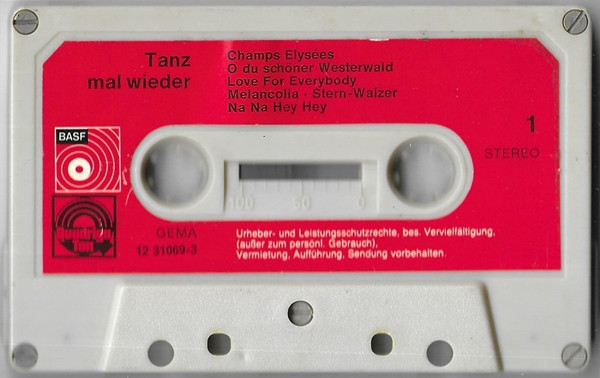 Tanz
mal wieder
Champs Elysées
O du schöner Westerwald
Love For Everybody
Melancolia - Stern-Walzer
Na Na Hey Hey
BASF
1
STEREO
100 50 0
GEMA
12 31069-3
Urheber- und Leistungsschutzrechte, bes. Vervielfältigung,
(außer zum persönl. Gebrauch),
Vermietung, Aufführung, Sendung vorbehalten.